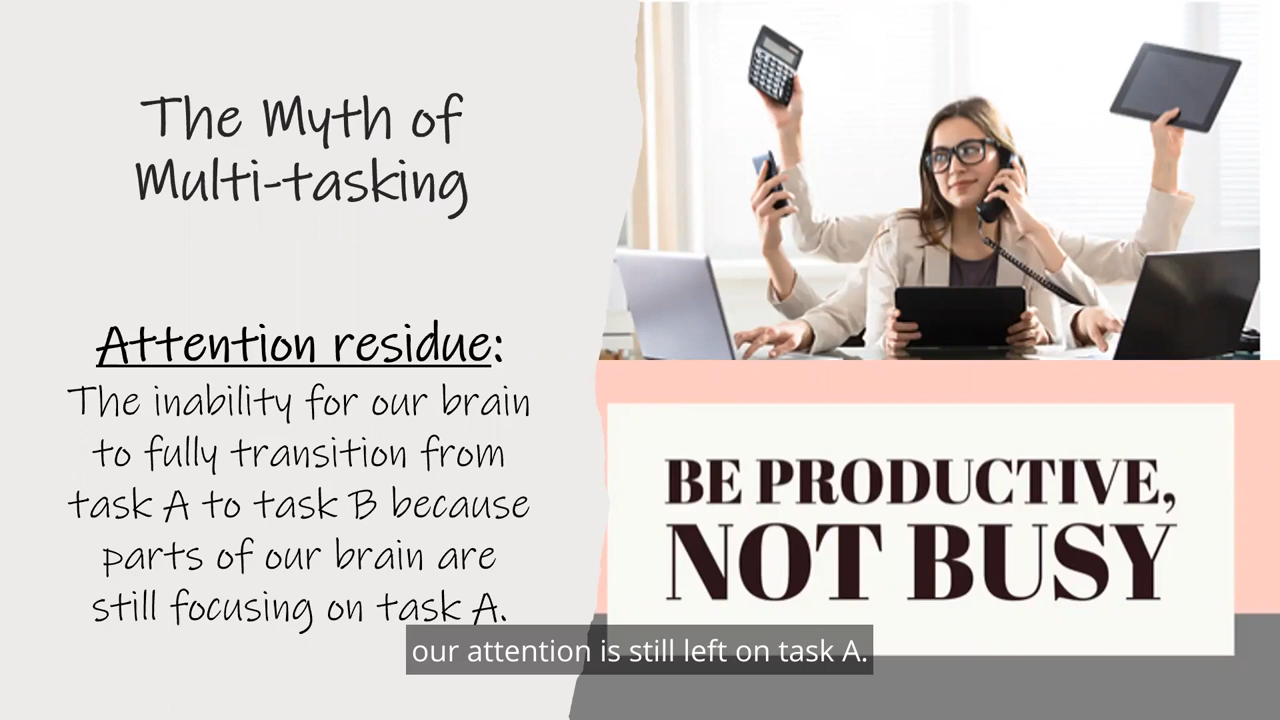 The Myth of
Multi-tasking
Attention residue:
The inability for our brain
to fully transition from
task A to task B because
parts of our brain are
still focusing on task A.
BE PRODUCTIVE,
NOT BUSY
our attention is still left on task A.